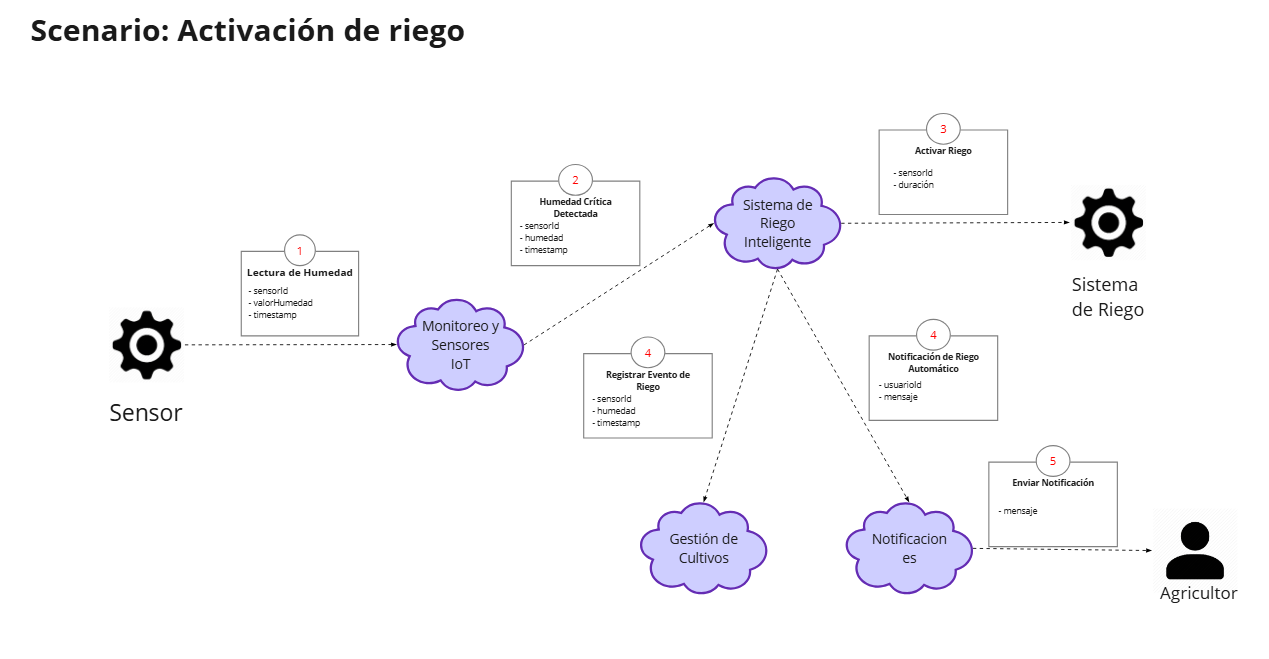 Scenario: Activación de riego
1
Lectura de Humedad
- sensorId
- valorHumedad
- timestamp
Sensor
Monitoreo y
Sensores
IoT
2
Humedad Crítica
Detectada
- sensorId
- humedad
- timestamp
Sistema de
Riego
Inteligente
3
Activar Riego
- sensorId
- duración
Sistema
de Riego
4
Registrar Evento de
Riego
- sensorId
- humedad
- timestamp
Gestión de
Cultivos
4
Notificación de Riego
Automático
- usuarioId
- mensaje
Notificacion
es
5
Enviar Notificación
- mensaje
Agricultor